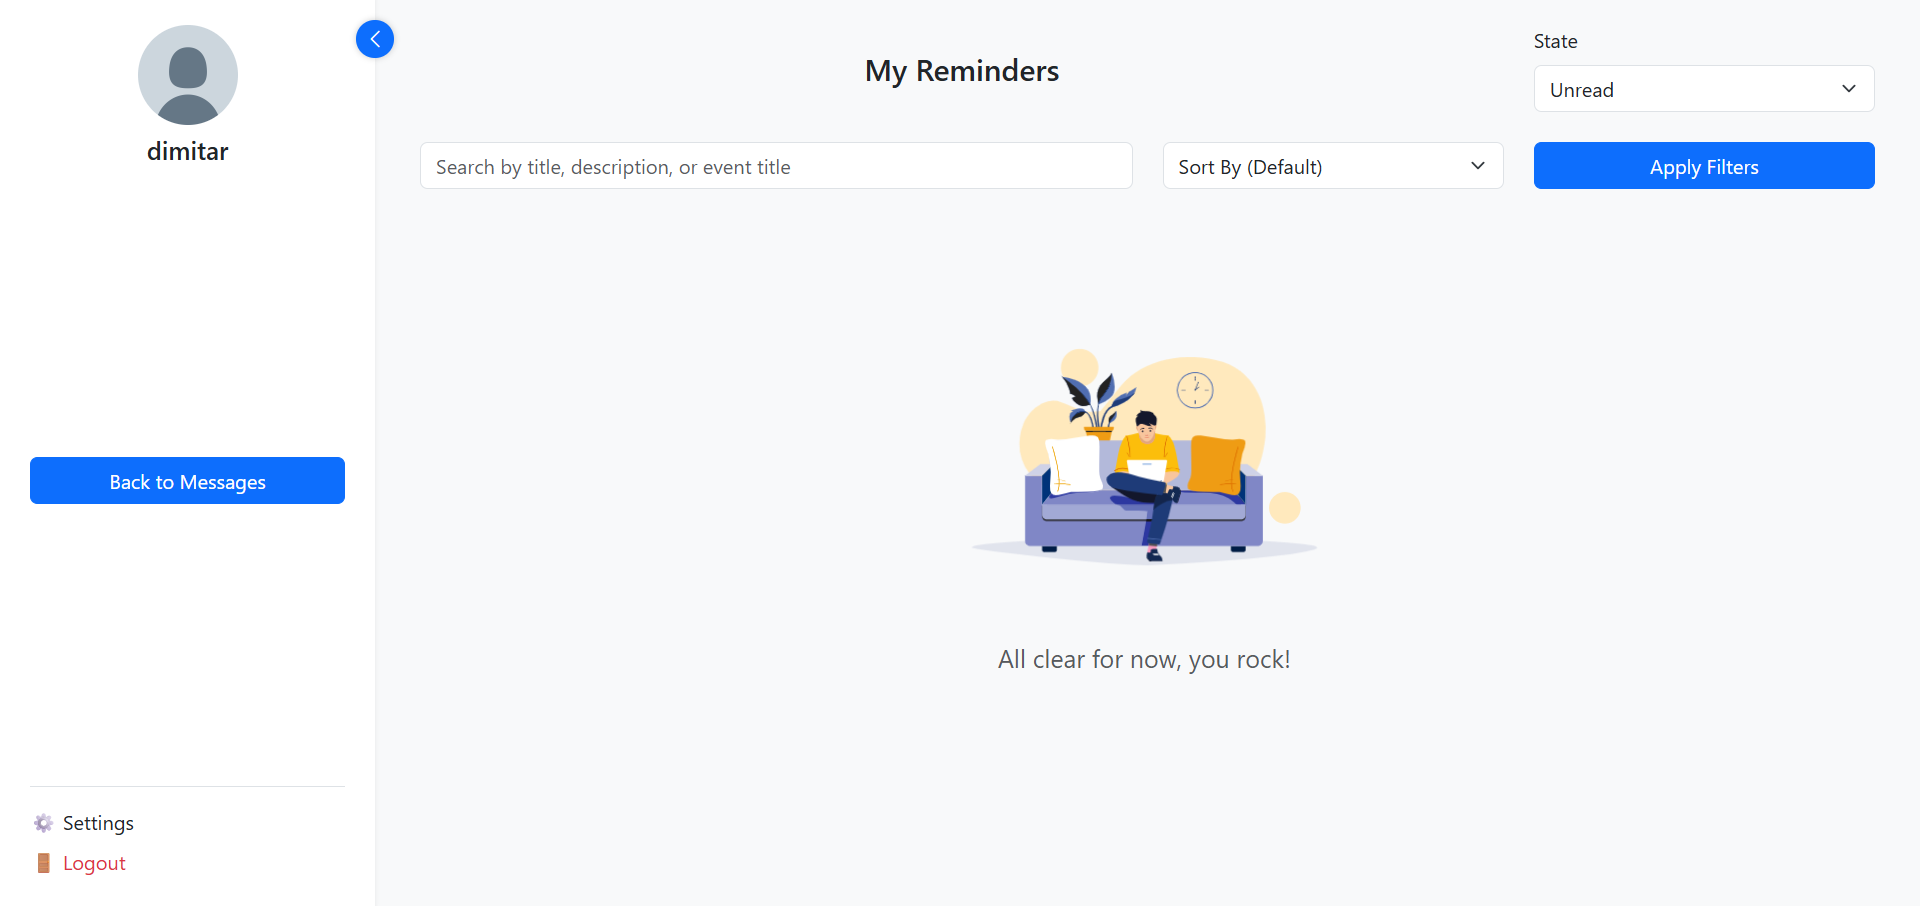 dimitar
Back to Messages
Settings
Logout
My Reminders
State
Unread
Search by title, description, or event title
Sort By (Default)
Apply Filters
All clear for now, you rock!